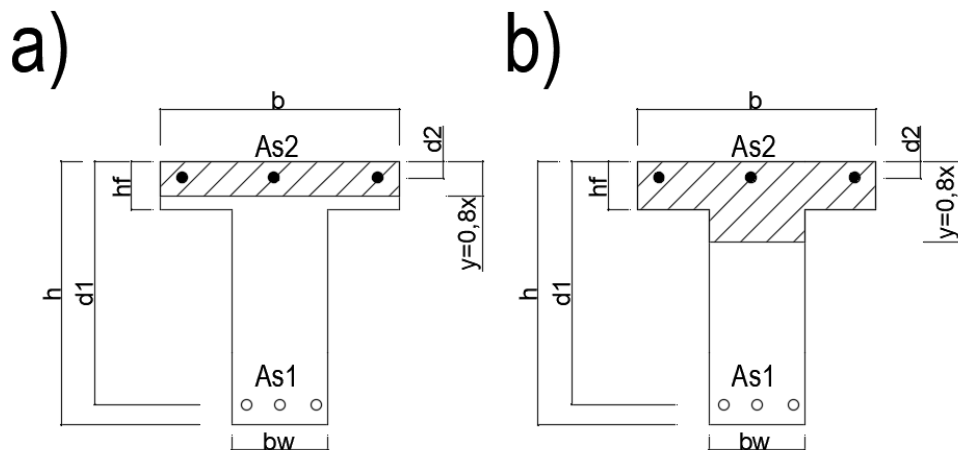 a)
b
As2
d2
hf
y=0,8x
h
d1
As1
bw
b)
b
As2
d2
hf
y=0,8x
h
d1
As1
bw